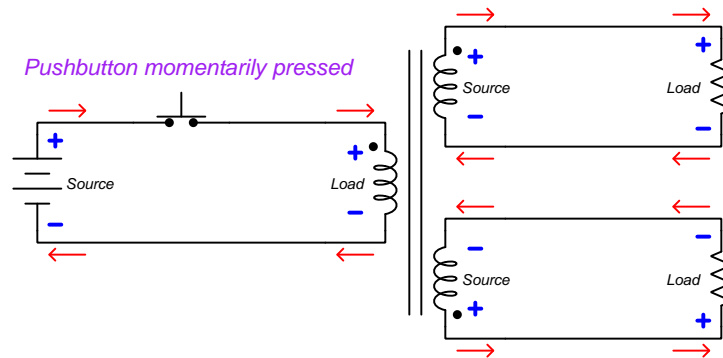 Pushbutton momentarily pressed
+
+
-
-
Source
Load
+
+
-
-
Source
Load
-
-
+
+
Source
Load
+
+
-
-